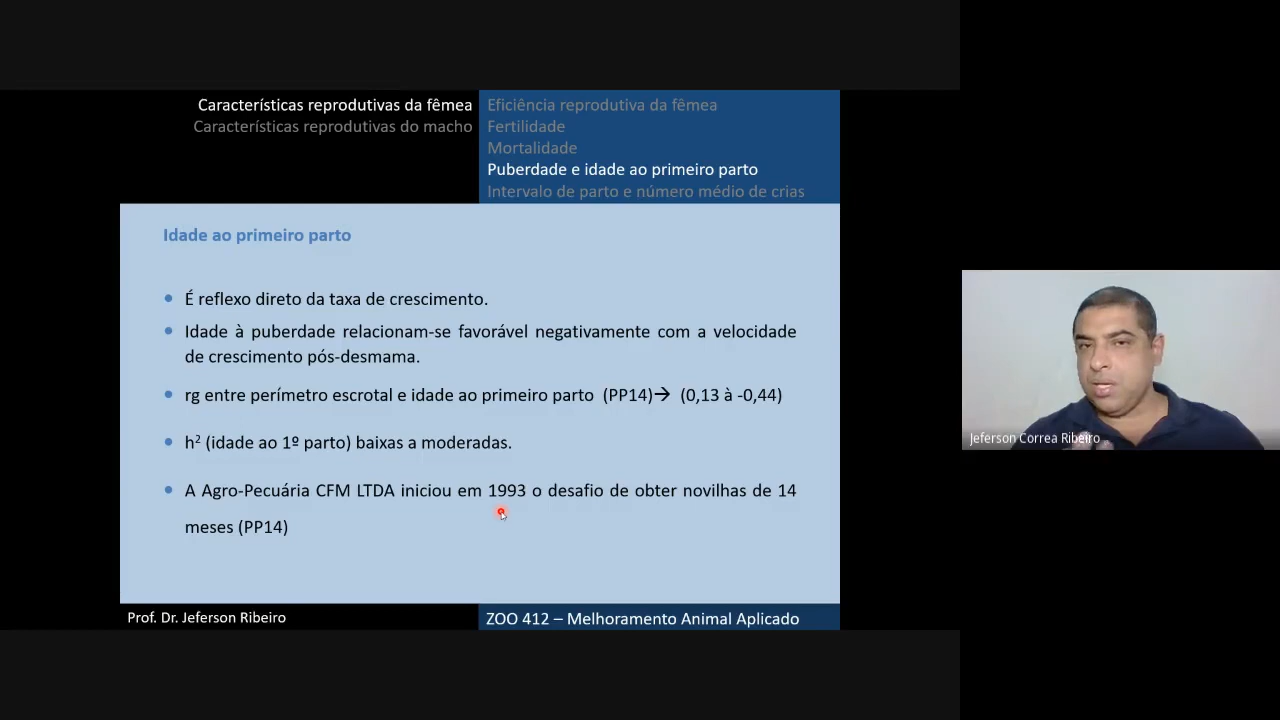 Características reprodutivas da fêmea
Características reprodutivas do macho
Eficiência reprodutiva da fêmea
Fertilidade
Mortalidade
Puberdade e idade ao primeiro parto
Intervalo de parto e número médio de crias
Idade ao primeiro parto
• É reflexo direto da taxa de crescimento.
• Idade à puberdade relacionam-se favorável negativamente com a velocidade
de crescimento pós-desmama.
• rg entre perímetro escrotal e idade ao primeiro parto (PP14)→ (0,13 à -0,44)
• h² (idade ao 1º parto) baixas a moderadas.
• A Agro-Pecuária CFM LTDA iniciou em 1993 o desafio de obter novilhas de 14
meses (PP14)
Jeferson Correa Ribeiro
Prof. Dr. Jeferson Ribeiro
ZOO 412 – Melhoramento Animal Aplicado